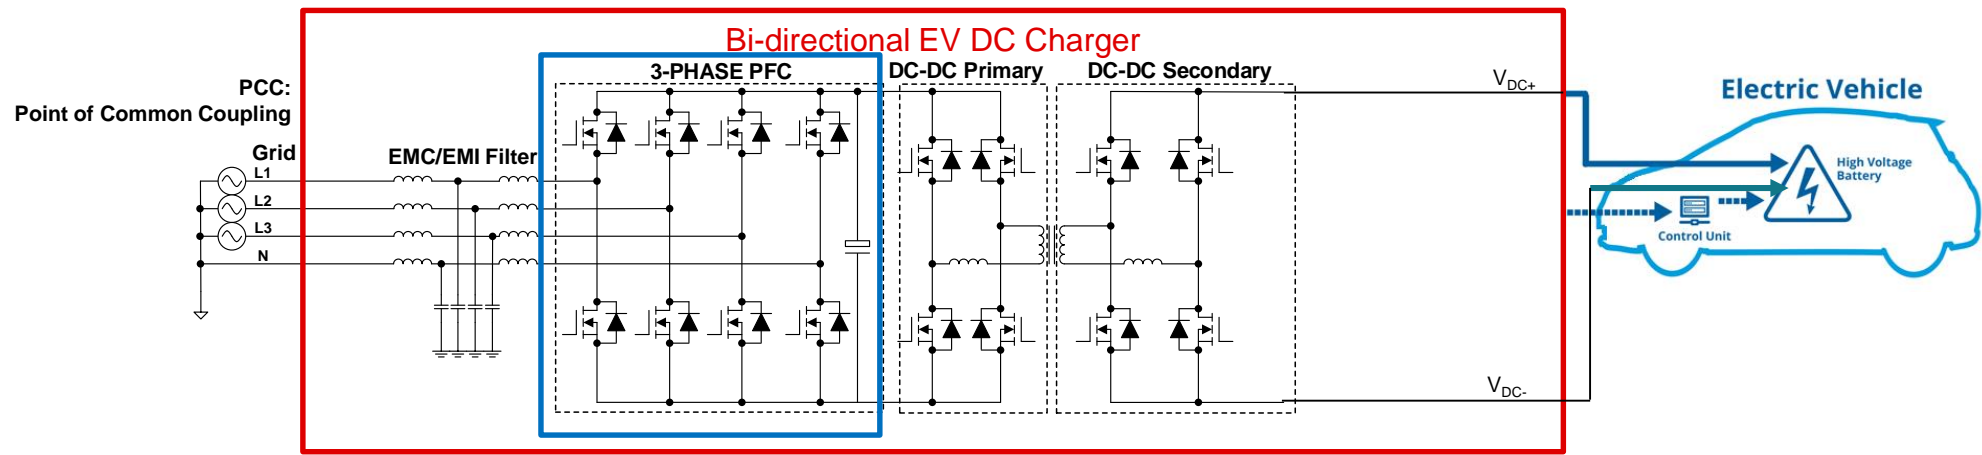 Bi-directional EV DC Charger
3-PHASE PFC
DC-DC Primary
DC-DC Secondary
PCC:
Point of Common Coupling
Grid
EMC/EMI Filter
L1
L2
L3
N
VDC+
VDC-
Electric Vehicle
High Voltage
Battery
Control Unit